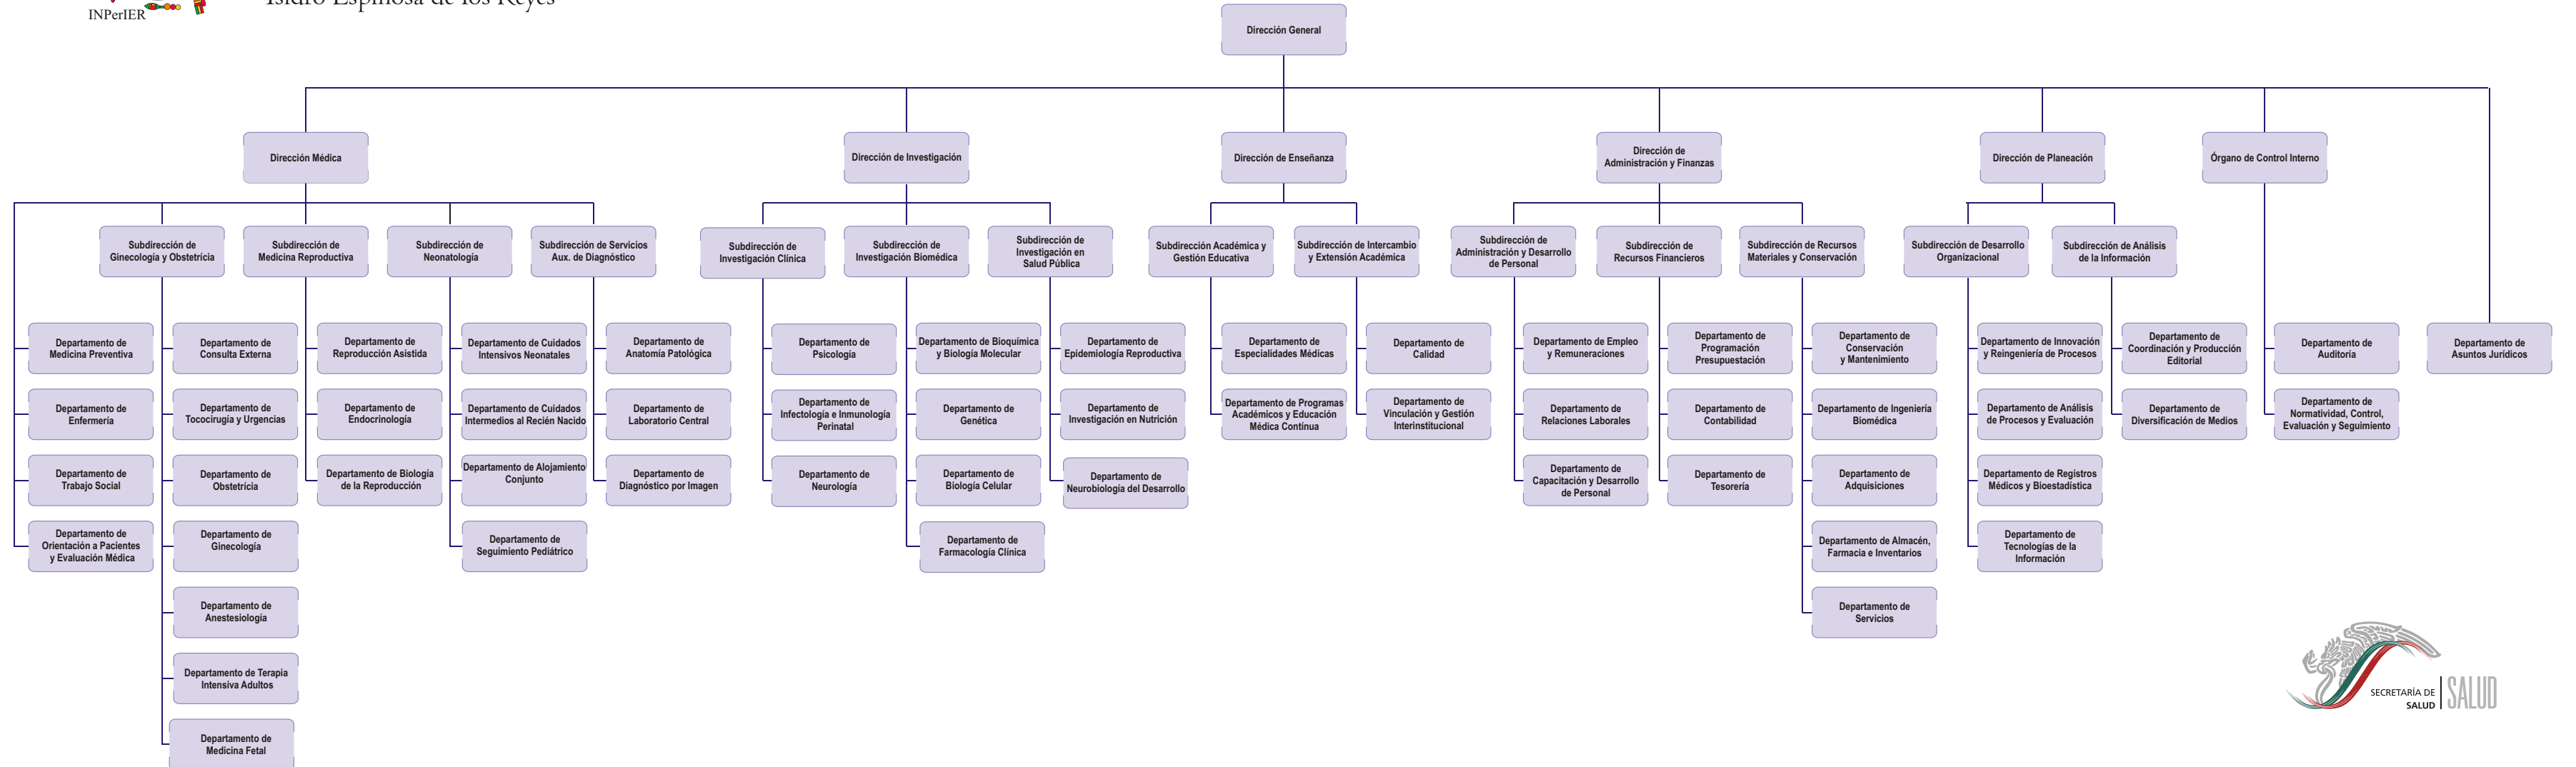 INPerIER
Isidro Espinosa de los Reyes
Dirección General
Dirección Médica
Dirección de Investigación
Dirección de Enseñanza
Dirección de
Administración y Finanzas
Dirección de Planeación
Órgano de Control Interno
Subdirección de
Ginecología y Obstetrícia
Subdirección de
Medicina Reproductiva
Subdirección de
Neonatología
Subdirección de Servicios
Aux. de Diagnóstico
Subdirección de
Investigación Clínica
Subdirección de
Investigación Biomédica
Subdirección de
Investigación en
Salud Pública
Subdirección Académica y
Gestión Educativa
Subdirección de Intercambio
y Extensión Académica
Subdirección de
Administración y Desarrollo
de Personal
Subdirección de
Recursos Financieros
Subdirección de Recursos
Materiales y Conservación
Subdirección de Desarrollo
Organizacional
Subdirección de Análisis
de la Información
Departamento de
Medicina Preventiva
Departamento de
Consulta Externa
Departamento de
Reproducción Asistida
Departamento de Cuidados
Intensivos Neonatales
Departamento de
Anatomía Patológica
Departamento de
Psicología
Departamento de Bioquímica
y Biología Molecular
Departamento de
Epidemiología Reproductiva
Departamento de
Especialidades Médicas
Departamento de
Calidad
Departamento de Empleo
y Remuneraciones
Departamento de
Programación
Presupuestación
Departamento de
Conservación
y Mantenimiento
Departamento de Innovación
y Reingeniería de Procesos
Departamento de
Coordinación y Producción
Editorial
Departamento de
Auditoría
Departamento de
Asuntos Jurídicos
Departamento de
Enfermería
Departamento de
Tococirugía y Urgencias
Departamento de
Endocrinología
Departamento de Cuidados
Intermedios al Recién Nacido
Departamento de
Laboratorio Central
Departamento de
Infectología e Inmunología
Perinatal
Departamento de
Genética
Departamento de
Investigación en Nutrición
Departamento de Programas
Académicos y Educación
Médica Contínua
Departamento de
Vinculación y Gestión
Interinstitucional
Departamento de
Relaciones Laborales
Departamento de
Contabilidad
Departamento de Ingeniería
Biomédica
Departamento de Análisis
de Procesos y Evaluación
Departamento de
Diversificación de Medios
Departamento de
Normatividad, Control,
Evaluación y Seguimiento
Departamento de
Trabajo Social
Departamento de
Obstetrícia
Departamento de Biología
de la Reproducción
Departamento de Alojamiento
Conjunto
Departamento de
Diagnóstico por Imagen
Departamento de
Neurología
Departamento de
Biología Celular
Departamento de
Neurobiología del Desarrollo
Departamento de
Capacitación y Desarrollo
de Personal
Departamento de
Tesorería
Departamento de
Adquisiciones
Departamento de Registros
Médicos y Bioestadística
Departamento de
Orientación a Pacientes
y Evaluación Médica
Departamento de
Ginecología
Departamento de
Seguimiento Pediátrico
Departamento de
Farmacología Clínica
Departamento de Almacén,
Farmacia e Inventarios
Departamento de
Tecnologías de la
Información
Departamento de
Anestesiología
Departamento de
Servicios
Departamento de Terapia
Intensiva Adultos
Departamento de
Medicina Fetal
SECRETARÍA DE
SALUD
SALUD